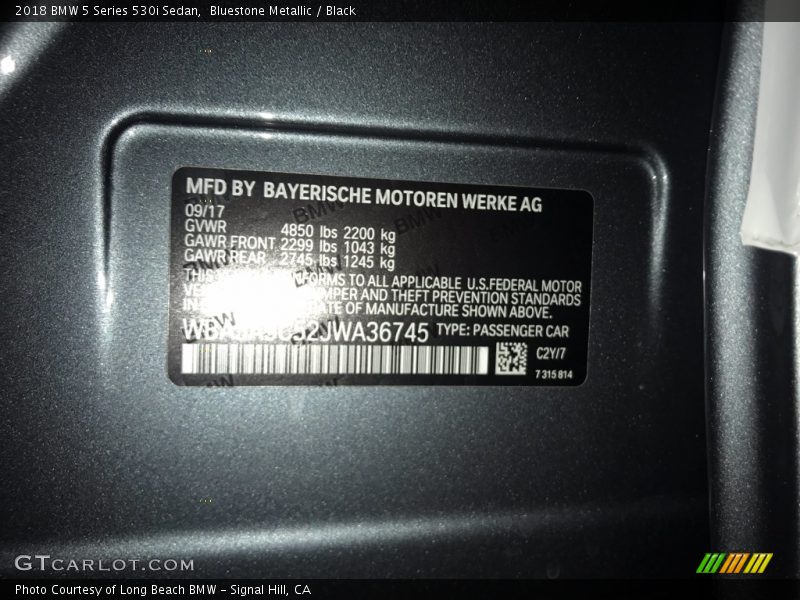 2018 BMW 5 Series 530i Sedan, Bluestone Metallic / Black
MFD BY BAYERISCHE MOTOREN WERKE AG
09/17
GVWR 4850 lbs 2200 kg
GAWR FRONT 2299 lbs 1043 kg
GAWR REAR 2745 lbs 1245 kg
TO ALL APPLICABLE U.S.FEDERAL MOTOR
AND THEFT PREVENTION STANDARDS
OF MANUFACTURE SHOWN ABOVE.
TYPE: PASSENGER CAR
C2Y/7
7 315 814
GTCARLOT.COM
Photo Courtesy of Long Beach BMW - Signal Hill, CA